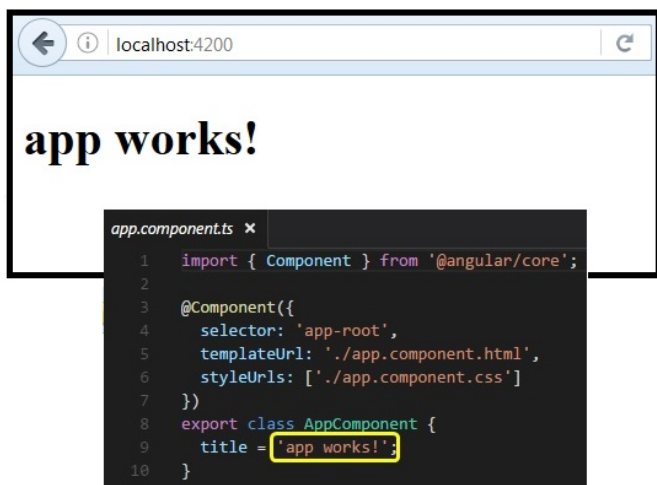 localhost:4200
app works!
app.component.ts ×
1 import { Component } from '@angular/core';
2
3 @Component({
4   selector: 'app-root',
5   templateUrl: './app.component.html',
6   styleUrls: ['./app.component.css']
7 })
8 export class AppComponent {
9   title = 'app works!';
10 }